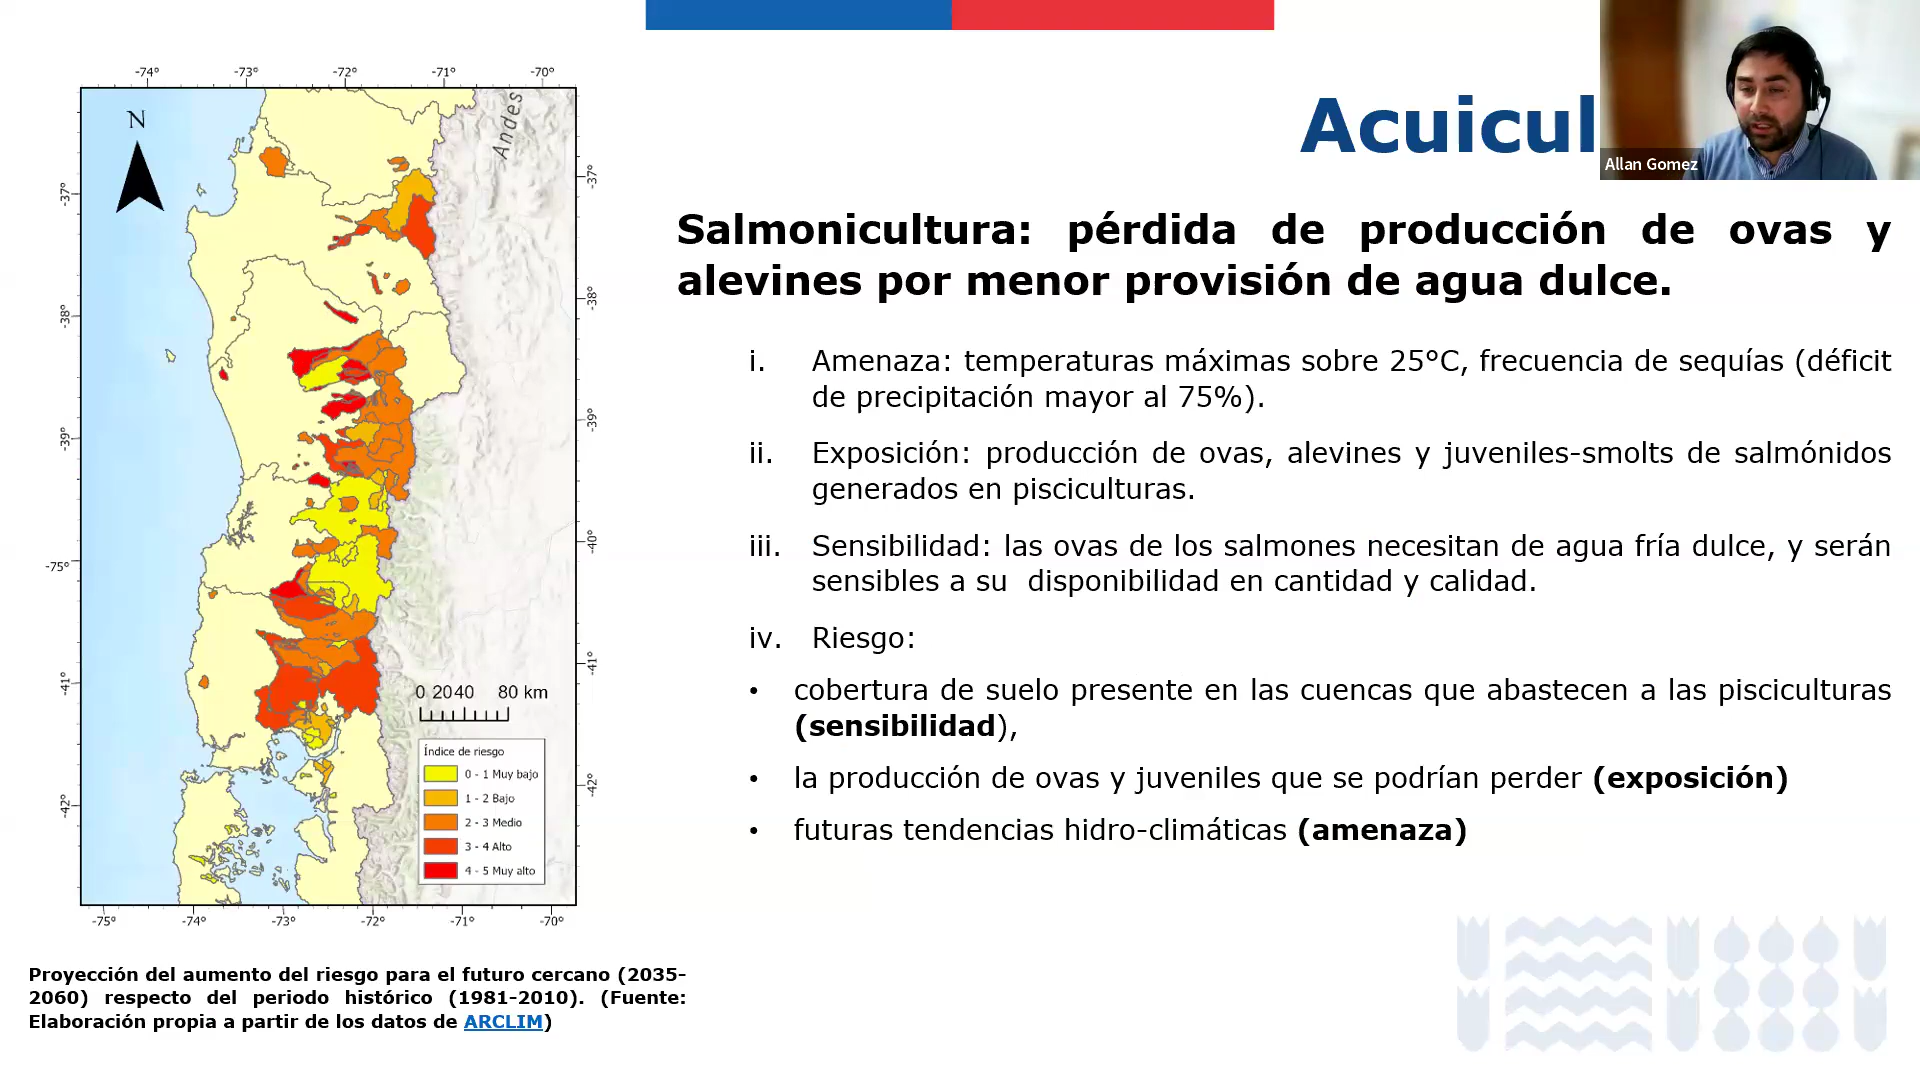 Acuicul
Allan Gomez
Salmonicultura: pérdida de producción de ovas y
alevines por menor provisión de agua dulce.
i. Amenaza: temperaturas máximas sobre 25°C, frecuencia de sequías (déficit
de precipitación mayor al 75%).
ii. Exposición: producción de ovas, alevines y juveniles-smolts de salmónidos
generados en pisciculturas.
iii. Sensibilidad: las ovas de los salmones necesitan de agua fría dulce, y serán
sensibles a su disponibilidad en cantidad y calidad.
iv. Riesgo:
• cobertura de suelo presente en las cuencas que abastecen a las pisciculturas
(sensibilidad),
• la producción de ovas y juveniles que se podrían perder (exposición)
• futuras tendencias hidro-climáticas (amenaza)
-74° -73° -72° -71° -70°
N
Andes
-37° -37°
-38° -38°
-39° -39°
-40°
-75°
-41° -41°
-42° -42°
0 2040 80 km
Índice de riesgo
0 - 1 Muy bajo
1 - 2 Bajo
2 - 3 Medio
3 - 4 Alto
4 - 5 Muy alto
-75° -74° -73° -72° -71° -70°
Proyección del aumento del riesgo para el futuro cercano (2035-
2060) respecto del periodo histórico (1981-2010). (Fuente:
Elaboración propia a partir de los datos de ARCLIM)